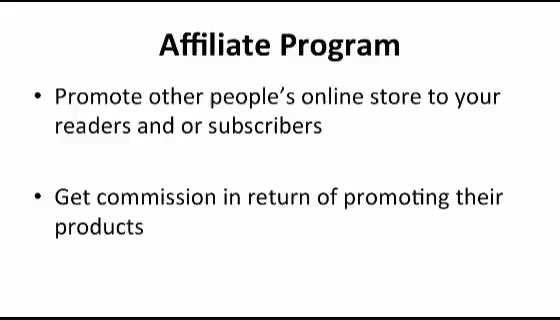 Affiliate Program
• Promote other people’s online store to your
readers and or subscribers
• Get commission in return of promoting their
products